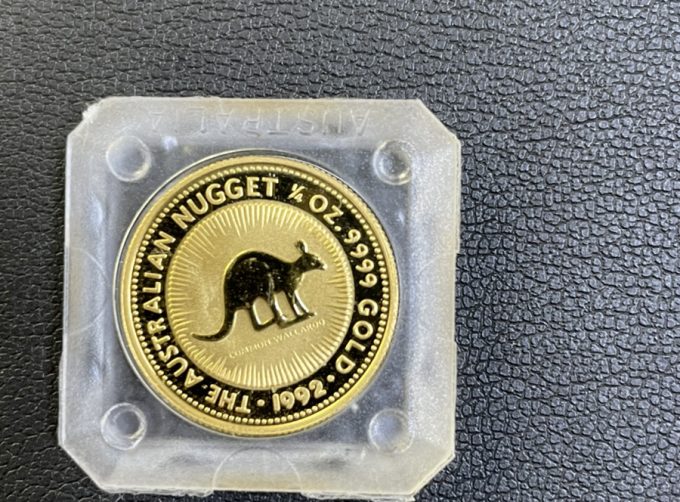 AUSTRALIA
THE AUSTRALIAN NUGGET ¼ OZ. 9999 GOLD · 1992 ·
COMMON WALLAROO